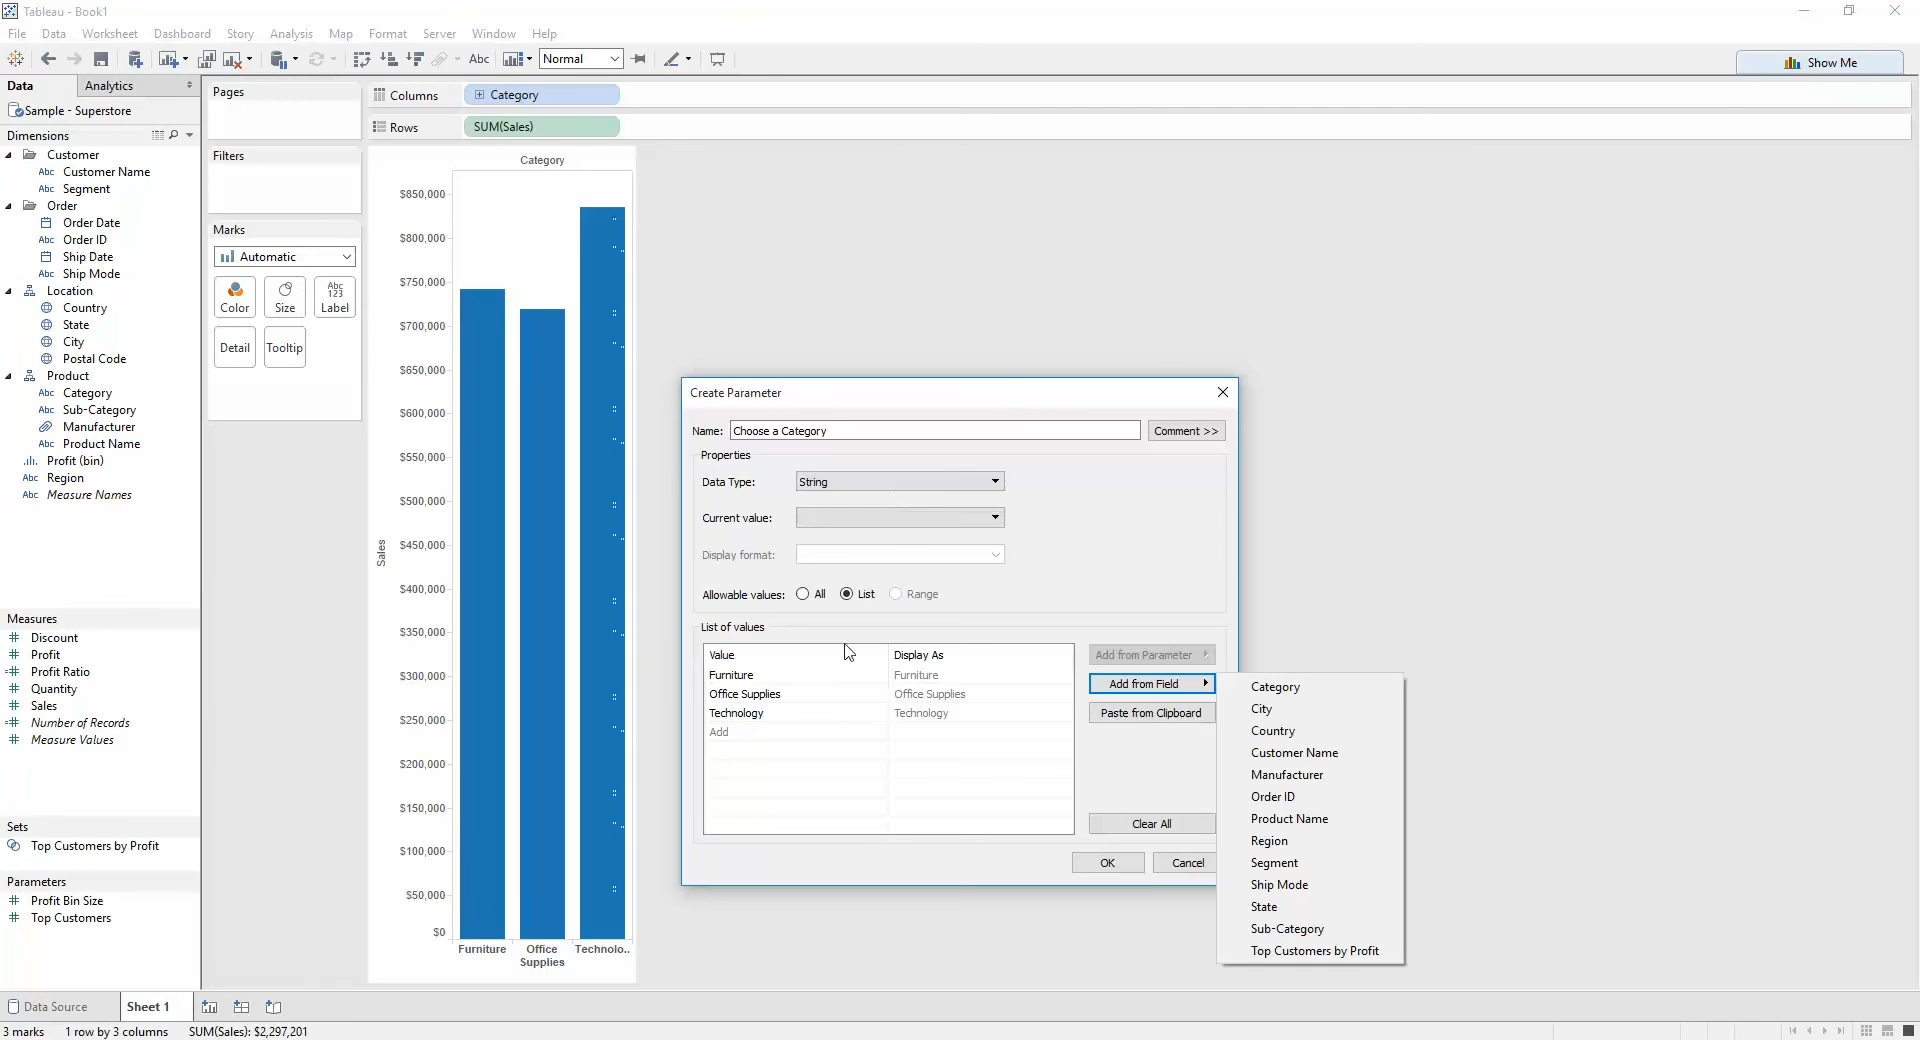 Tableau - Book1
File Data Worksheet Dashboard Story Analysis Map Format Server Window Help
Abc Normal Show Me
Data Analytics
Sample - Superstore
Dimensions
Customer
Abc Customer Name
Abc Segment
Order
Order Date
Abc Order ID
Ship Date
Abc Ship Mode
Location
Country
State
City
Postal Code
Product
Abc Category
Abc Sub-Category
Manufacturer
Abc Product Name
Profit (bin)
Abc Region
Abc Measure Names
Measures
Discount
Profit
Profit Ratio
Quantity
Sales
Number of Records
Measure Values
Sets
Top Customers by Profit
Parameters
Profit Bin Size
Top Customers
Pages
Filters
Marks
Automatic
Color Size Abc 123 Label
Detail Tooltip
Columns Category
Rows SUM(Sales)
Category
Sales
$850,000
$800,000
$750,000
$700,000
$650,000
$600,000
$550,000
$500,000
$450,000
$400,000
$350,000
$300,000
$250,000
$200,000
$150,000
$100,000
$50,000
$0
Furniture Office Supplies Technolo..
Create Parameter
Name: Choose a Category Comment >>
Properties
Data Type: String
Current value:
Display format:
Allowable values: All List Range
List of values
Value Display As
Furniture Furniture
Office Supplies Office Supplies
Technology Technology
Add
Add from Parameter
Add from Field
Paste from Clipboard
Clear All
OK Cancel
Category
City
Country
Customer Name
Manufacturer
Order ID
Product Name
Region
Segment
Ship Mode
State
Sub-Category
Top Customers by Profit
Data Source Sheet 1
3 marks 1 row by 3 columns SUM(Sales): $2,297,201